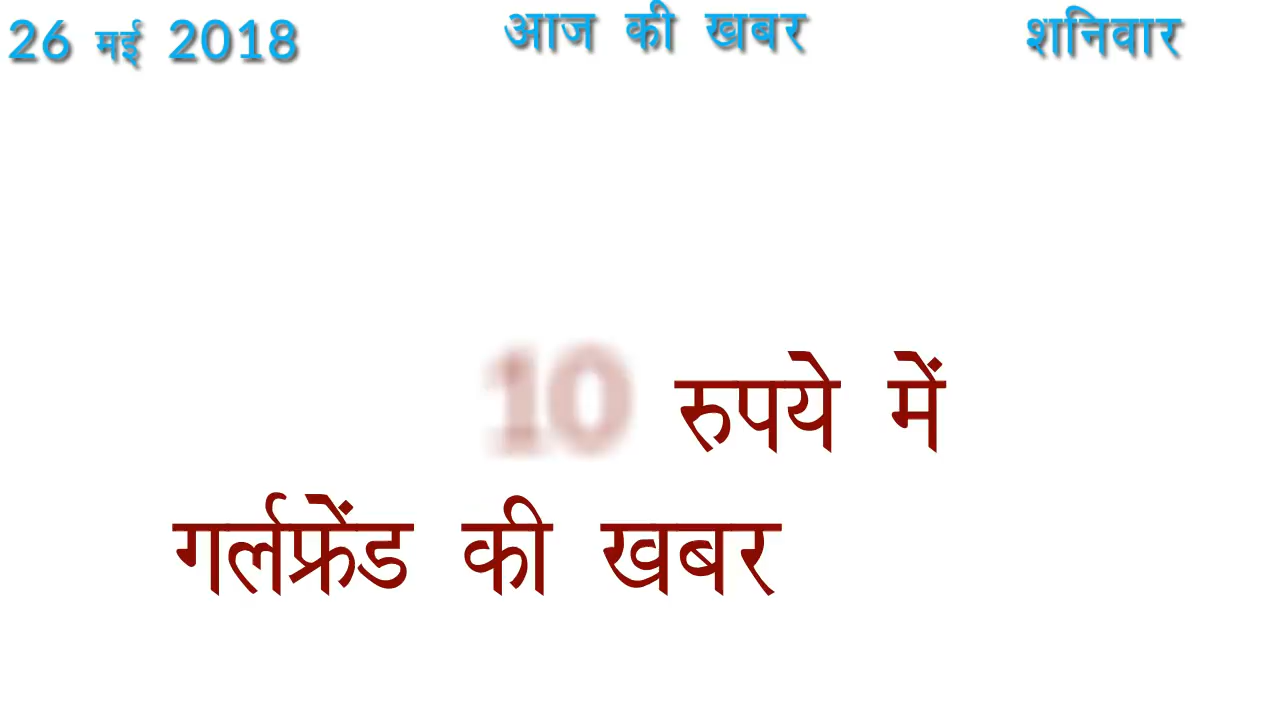 26 मई 2018 आज की खबर शनिवार
10 रुपये में
गर्लफ्रेंड की खबर